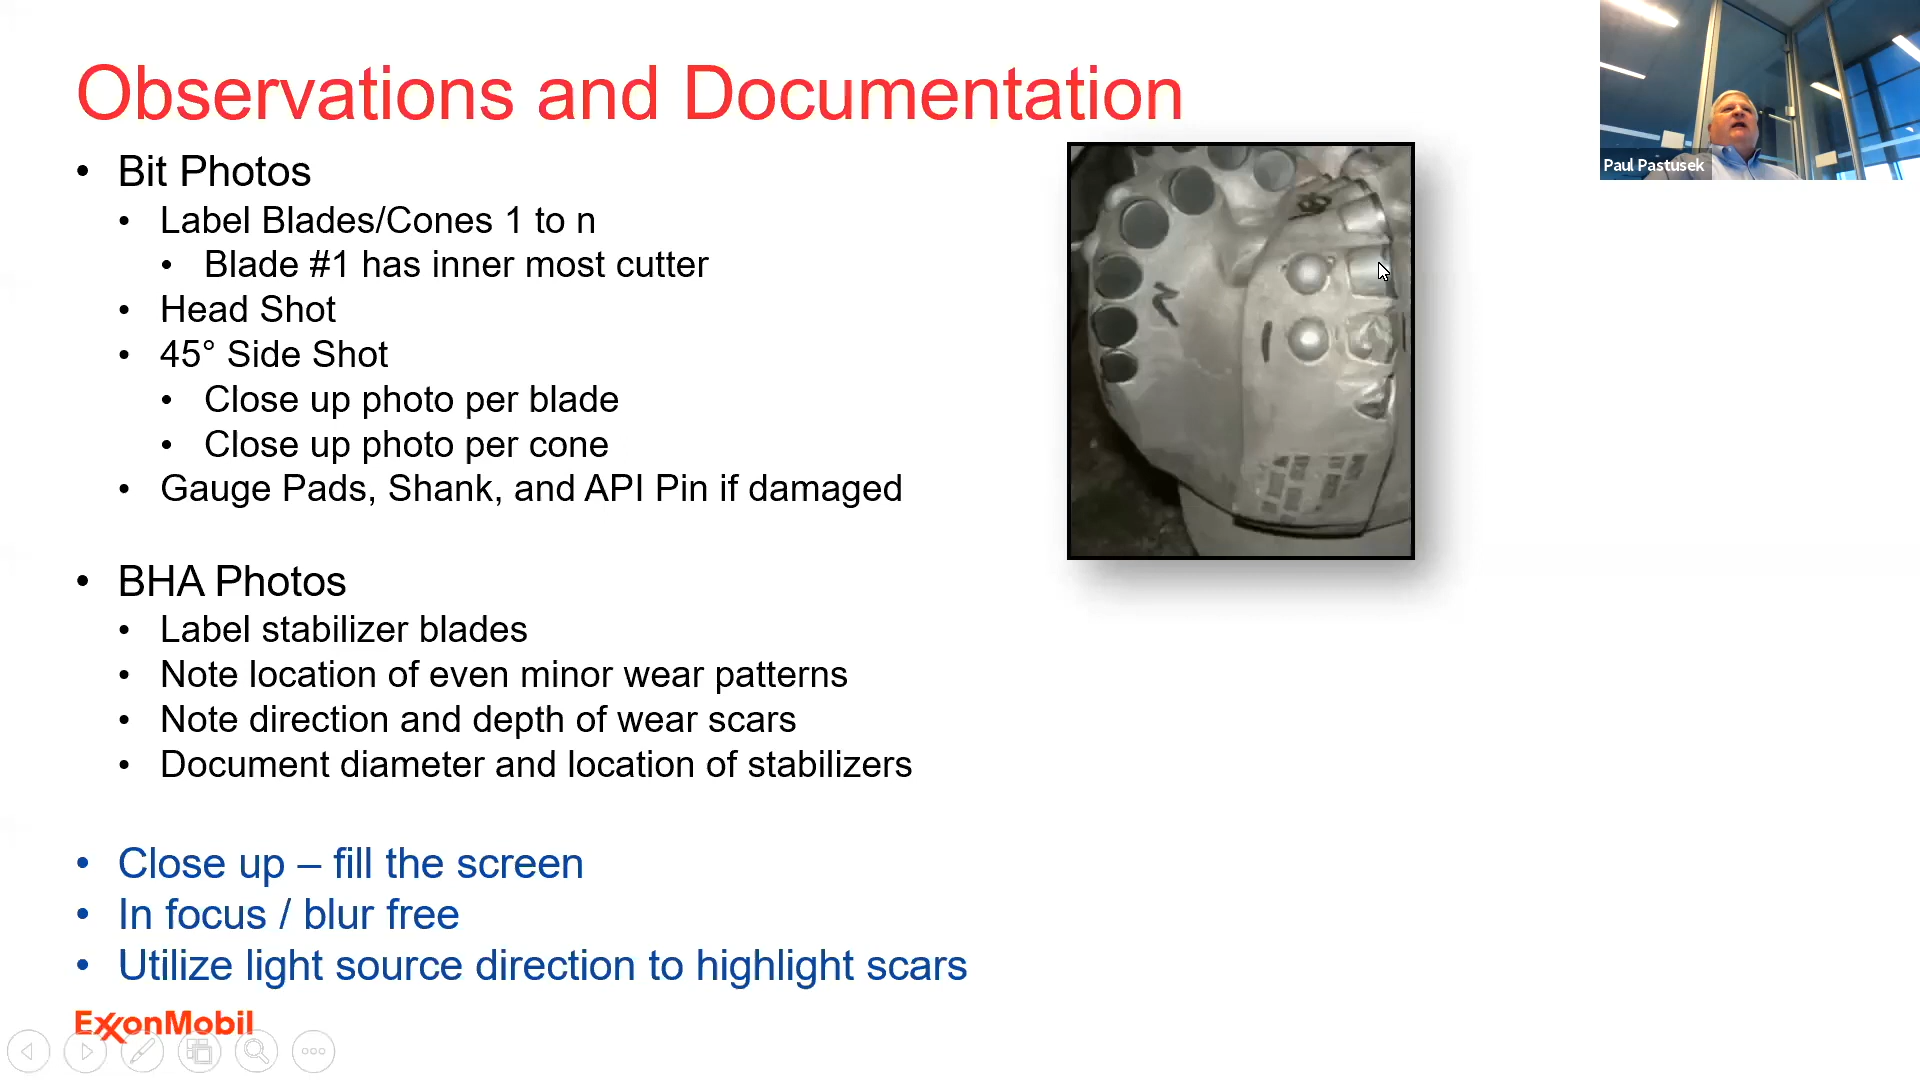 Observations and Documentation
Paul Pastusek
• Bit Photos
• Label Blades/Cones 1 to n
• Blade #1 has inner most cutter
• Head Shot
• 45° Side Shot
• Close up photo per blade
• Close up photo per cone
• Gauge Pads, Shank, and API Pin if damaged
• BHA Photos
• Label stabilizer blades
• Note location of even minor wear patterns
• Note direction and depth of wear scars
• Document diameter and location of stabilizers
• Close up – fill the screen
• In focus / blur free
• Utilize light source direction to highlight scars
ExxonMobil